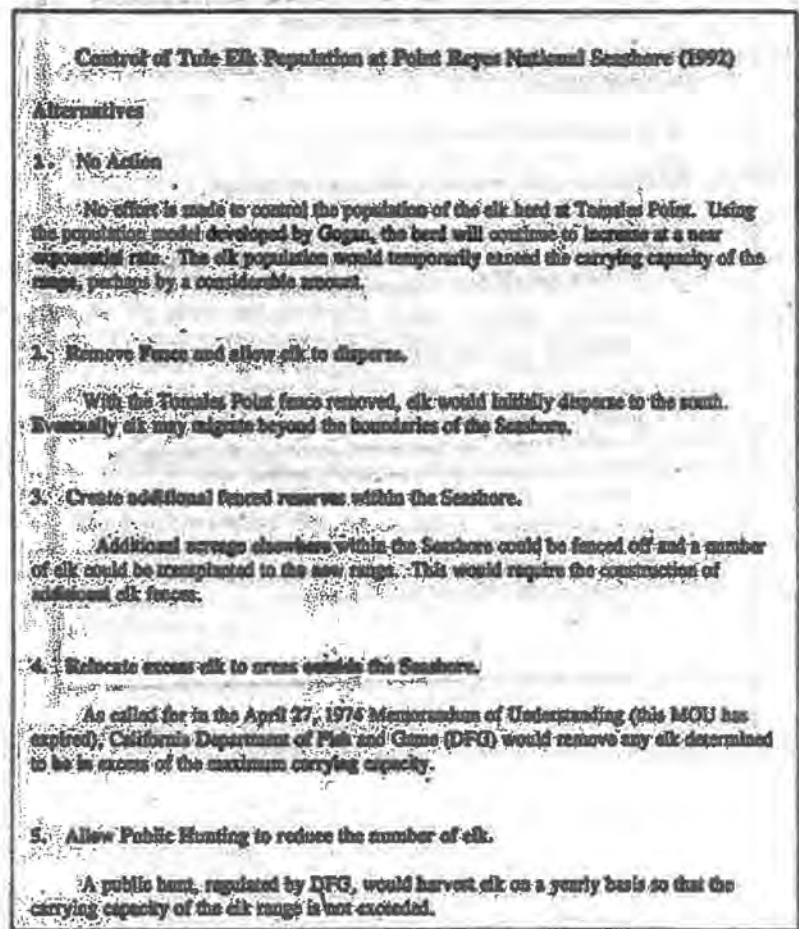 Control of Tule Elk Population at Point Reyes National Seashore (1992)
Alternatives
1. No Action
No effort is made to control the population of the elk herd at Tomales Point. Using
the population model developed by Gogan, the herd will continue to increase at a near
exponential rate. The elk population would temporarily exceed the carrying capacity of the
range, perhaps by a considerable amount.
2. Remove Fence and allow elk to disperse.
With the Tomales Point fence removed, elk would initially disperse to the south.
Eventually elk may migrate beyond the boundaries of the Seashore.
3. Create additional fenced reserves within the Seashore.
Additional acreage elsewhere within the Seashore could be fenced off and a number
of elk could be transplanted to the new range. This would require the construction of
additional elk fences.
4. Relocate excess elk to areas outside the Seashore.
As called for in the April 27, 1974 Memorandum of Understanding (this MOU has
expired), California Department of Fish and Game (DFG) would remove any elk determined
to be in excess of the maximum carrying capacity.
5. Allow Public Hunting to reduce the number of elk.
A public hunt, regulated by DFG, would harvest elk on a yearly basis so that the
carrying capacity of the elk range is not exceeded.